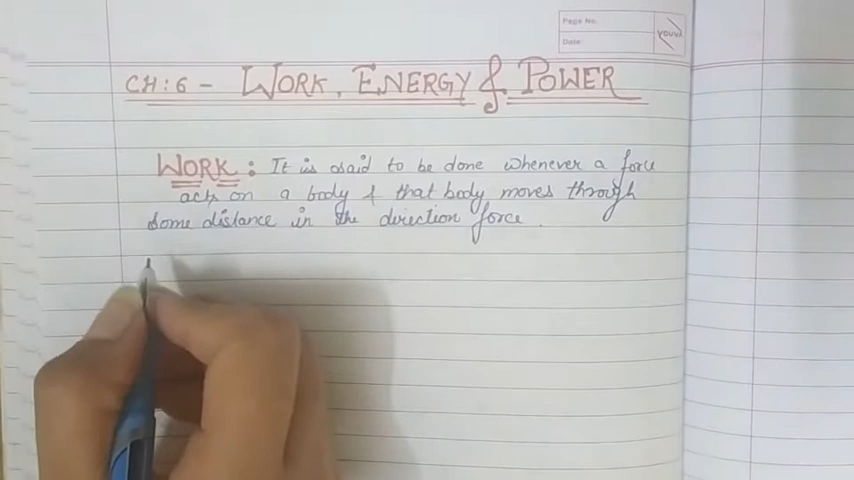 Page No.
Date:
YOUVA
CH: 6 - WORK, ENERGY & POWER
WORK : It is said to be done whenever a force
acts on a body & that body moves through
some distance in the direction force.